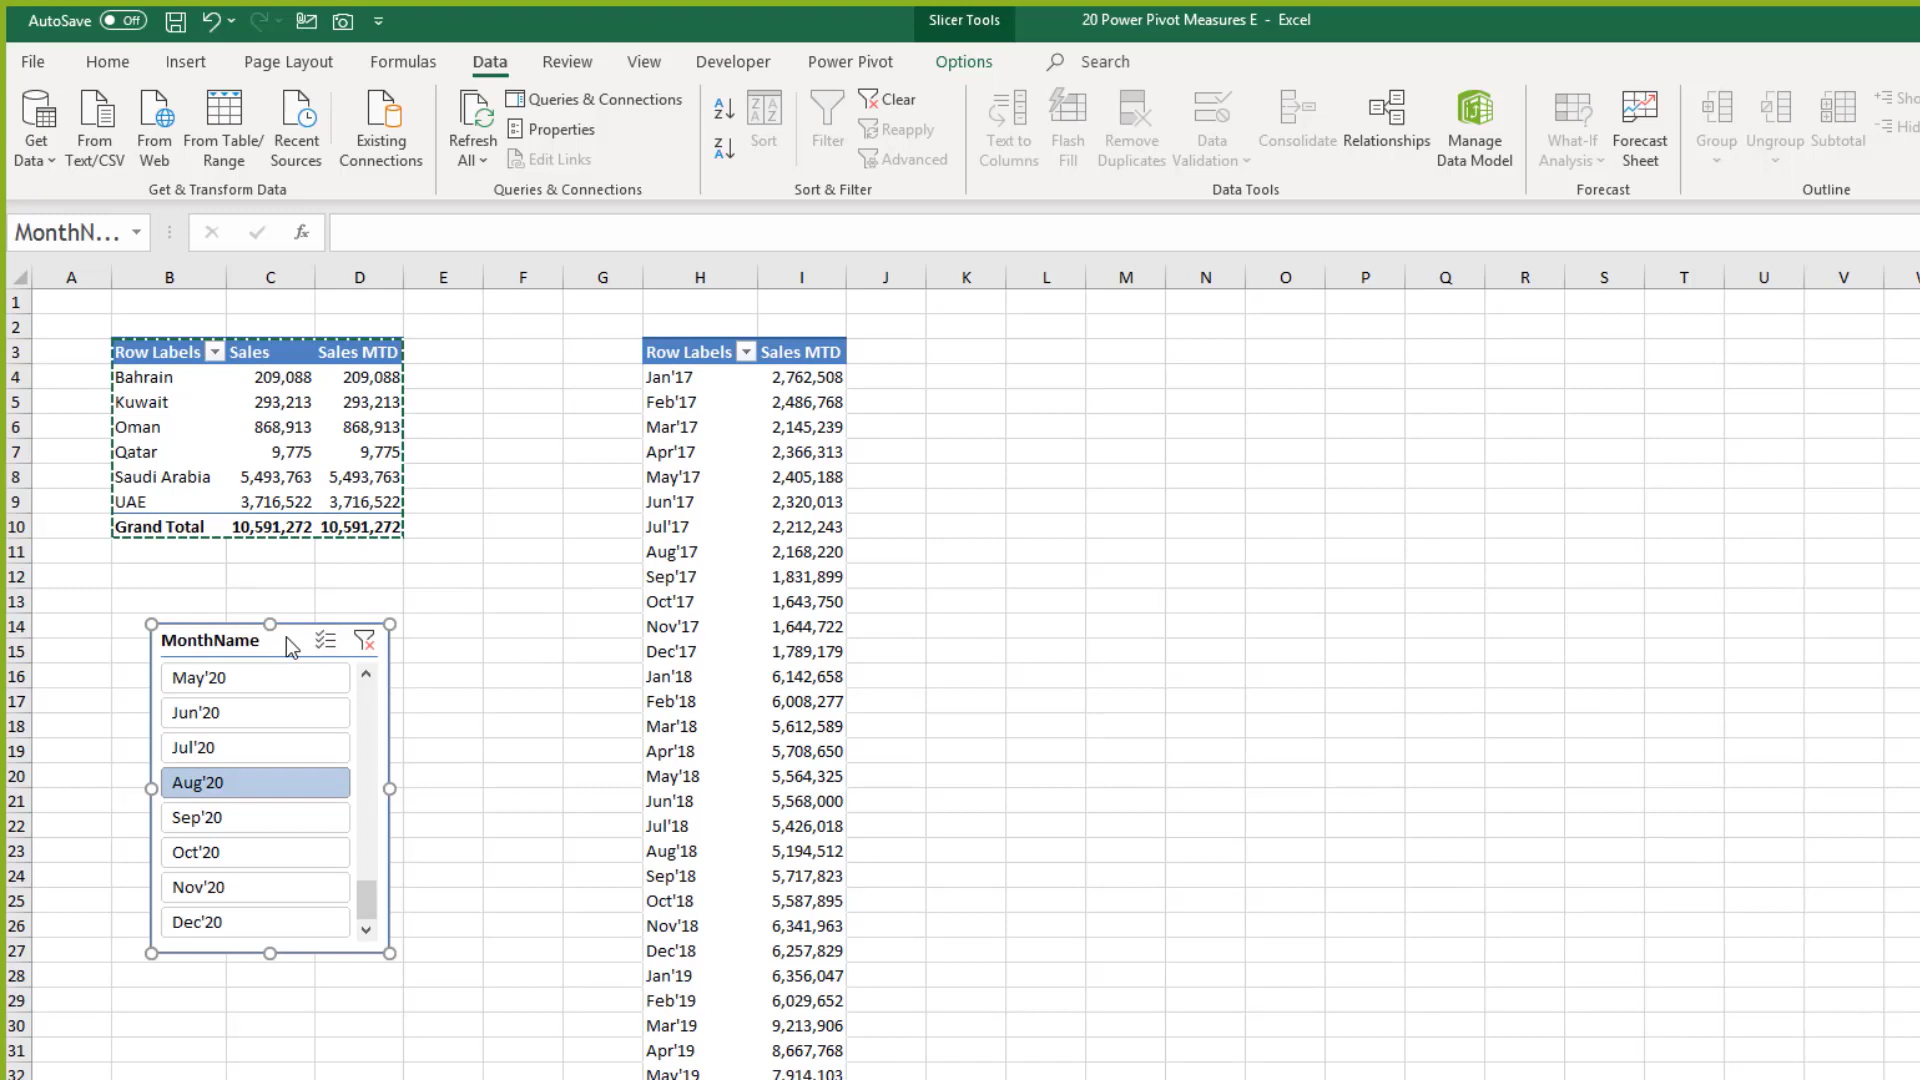 AutoSave Off
Slicer Tools
20 Power Pivot Measures E - Excel
File Home Insert Page Layout Formulas Data Review View Developer Power Pivot Options Search
Get Data
From Text/CSV
From Web
From Table/ Range
Recent Sources
Existing Connections
Get & Transform Data
Refresh All
Queries & Connections
Properties
Edit Links
Queries & Connections
Sort
Filter
Clear
Reapply
Advanced
Sort & Filter
Text to Columns
Flash Fill
Remove Duplicates
Data Validation
Consolidate
Relationships
Manage Data Model
Data Tools
What-If Analysis
Forecast Sheet
Forecast
Group
Ungroup
Subtotal
Outline
MonthN...
fx
A B C D E F G H I J K L M N O P Q R S T U V
1
2
3 Row Labels Sales Sales MTD Row Labels Sales MTD
4 Bahrain 209,088 209,088 Jan'17 2,762,508
5 Kuwait 293,213 293,213 Feb'17 2,486,768
6 Oman 868,913 868,913 Mar'17 2,145,239
7 Qatar 9,775 9,775 Apr'17 2,366,313
8 Saudi Arabia 5,493,763 5,493,763 May'17 2,405,188
9 UAE 3,716,522 3,716,522 Jun'17 2,320,013
10 Grand Total 10,591,272 10,591,272 Jul'17 2,212,243
11 Aug'17 2,168,220
12 Sep'17 1,831,899
13 Oct'17 1,643,750
14 Nov'17 1,644,722
15 Dec'17 1,789,179
16 Jan'18 6,142,658
17 Feb'18 6,008,277
18 Mar'18 5,612,589
19 Apr'18 5,708,650
20 May'18 5,564,325
21 Jun'18 5,568,000
22 Jul'18 5,426,018
23 Aug'18 5,194,512
24 Sep'18 5,717,823
25 Oct'18 5,587,895
26 Nov'18 6,341,963
27 Dec'18 6,257,829
28 Jan'19 6,356,047
29 Feb'19 6,029,652
30 Mar'19 9,213,906
31 Apr'19 8,667,768
32 May'19 7,914,103
MonthName
May'20
Jun'20
Jul'20
Aug'20
Sep'20
Oct'20
Nov'20
Dec'20